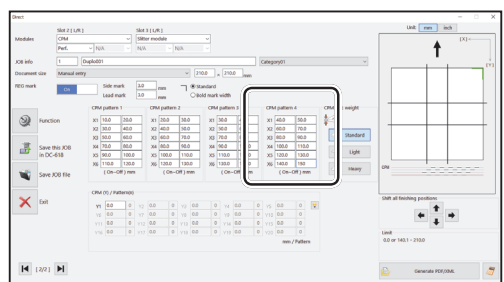 Direct
Unit: mm inch
Modules
Slot 2 [ L/R ]
Slot 3 [ L/R ]
CPM
Slitter module
Perf. N/A N/A N/A
JOB info 1 Duplo001 Category01
Document size Manual entry 210.0 × 210.0 mm
REG mark ON
Side mark 3.0 mm
Lead mark 3.0 mm
Standard
Bold mark width
[X]
[Y]
CPM pattern 1 CPM pattern 2 CPM pattern 3 CPM pattern 4 weight
X1 10.0 20.0 X1 20.0 30.0 X1 30.0 X1 40.0 50.0
X2 30.0 40.0 X2 40.0 50.0 X2 50.0 X2 60.0 70.0
X3 50.0 60.0 X3 60.0 70.0 X3 70.0 X3 80.0 90.0
X4 70.0 80.0 X4 80.0 90.0 X4 90.0 X4 100.0 110.0
X5 90.0 100.0 X5 100.0 110.0 X5 110.0 X5 120.0 130.0
X6 110.0 120.0 X6 120.0 130.0 X6 130.0 X6 140.0 150
( On--Off ) mm ( On--Off ) mm ( On--Off ) ( On--Off ) mm
Standard
Light
Heavy
Function
Save this JOB
in DC-618
Save JOB file
Exit
CPM (Y) / Pattern(s)
Y1 0.0 0 0.0 0 0.0 0 0.0 0 0.0 0
mm / Pattern
CPM
Shift all finishing positions
Limit
0.0 or 140.1 - 210.0
[2/2]
Generate PDF/XML